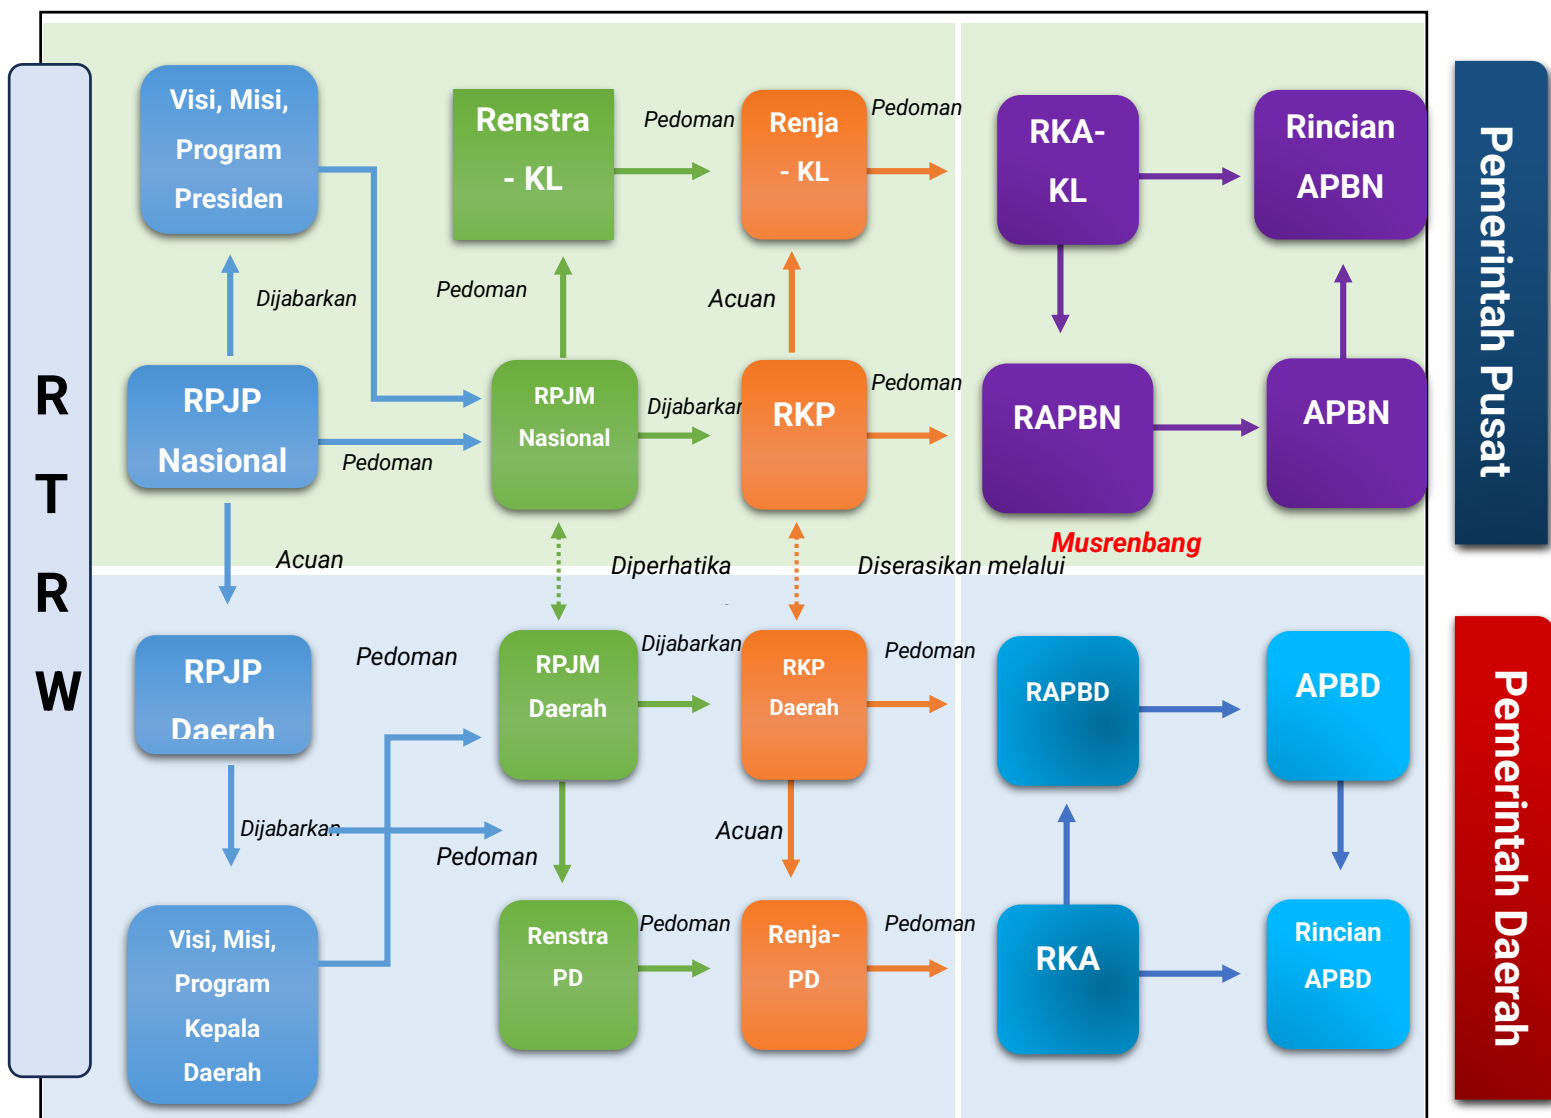 R
T
R
W
Visi, Misi,
Program
Presiden
Renstra
- KL
Pedoman
Renja
- KL
Pedoman
RKA-
KL
Rincian
APBN
Dijabarkan
Pedoman
Acuan
RPJP
Nasional
Pedoman
RPJM
Nasional
Dijabarkan
RKP
Pedoman
RAPBN
APBN
Musrenbang
Acuan
Diperhatika
Diserasikan melalui
RPJP
Daerah
Pedoman
RPJM
Daerah
Dijabarkan
RKP
Daerah
Pedoman
RAPBD
APBD
Dijabarkan
Pedoman
Acuan
Visi, Misi,
Program
Kepala
Daerah
Renstra
PD
Pedoman
Renja-
PD
Pedoman
RKA
Rincian
APBD
Pemerintah Pusat
Pemerintah Daerah